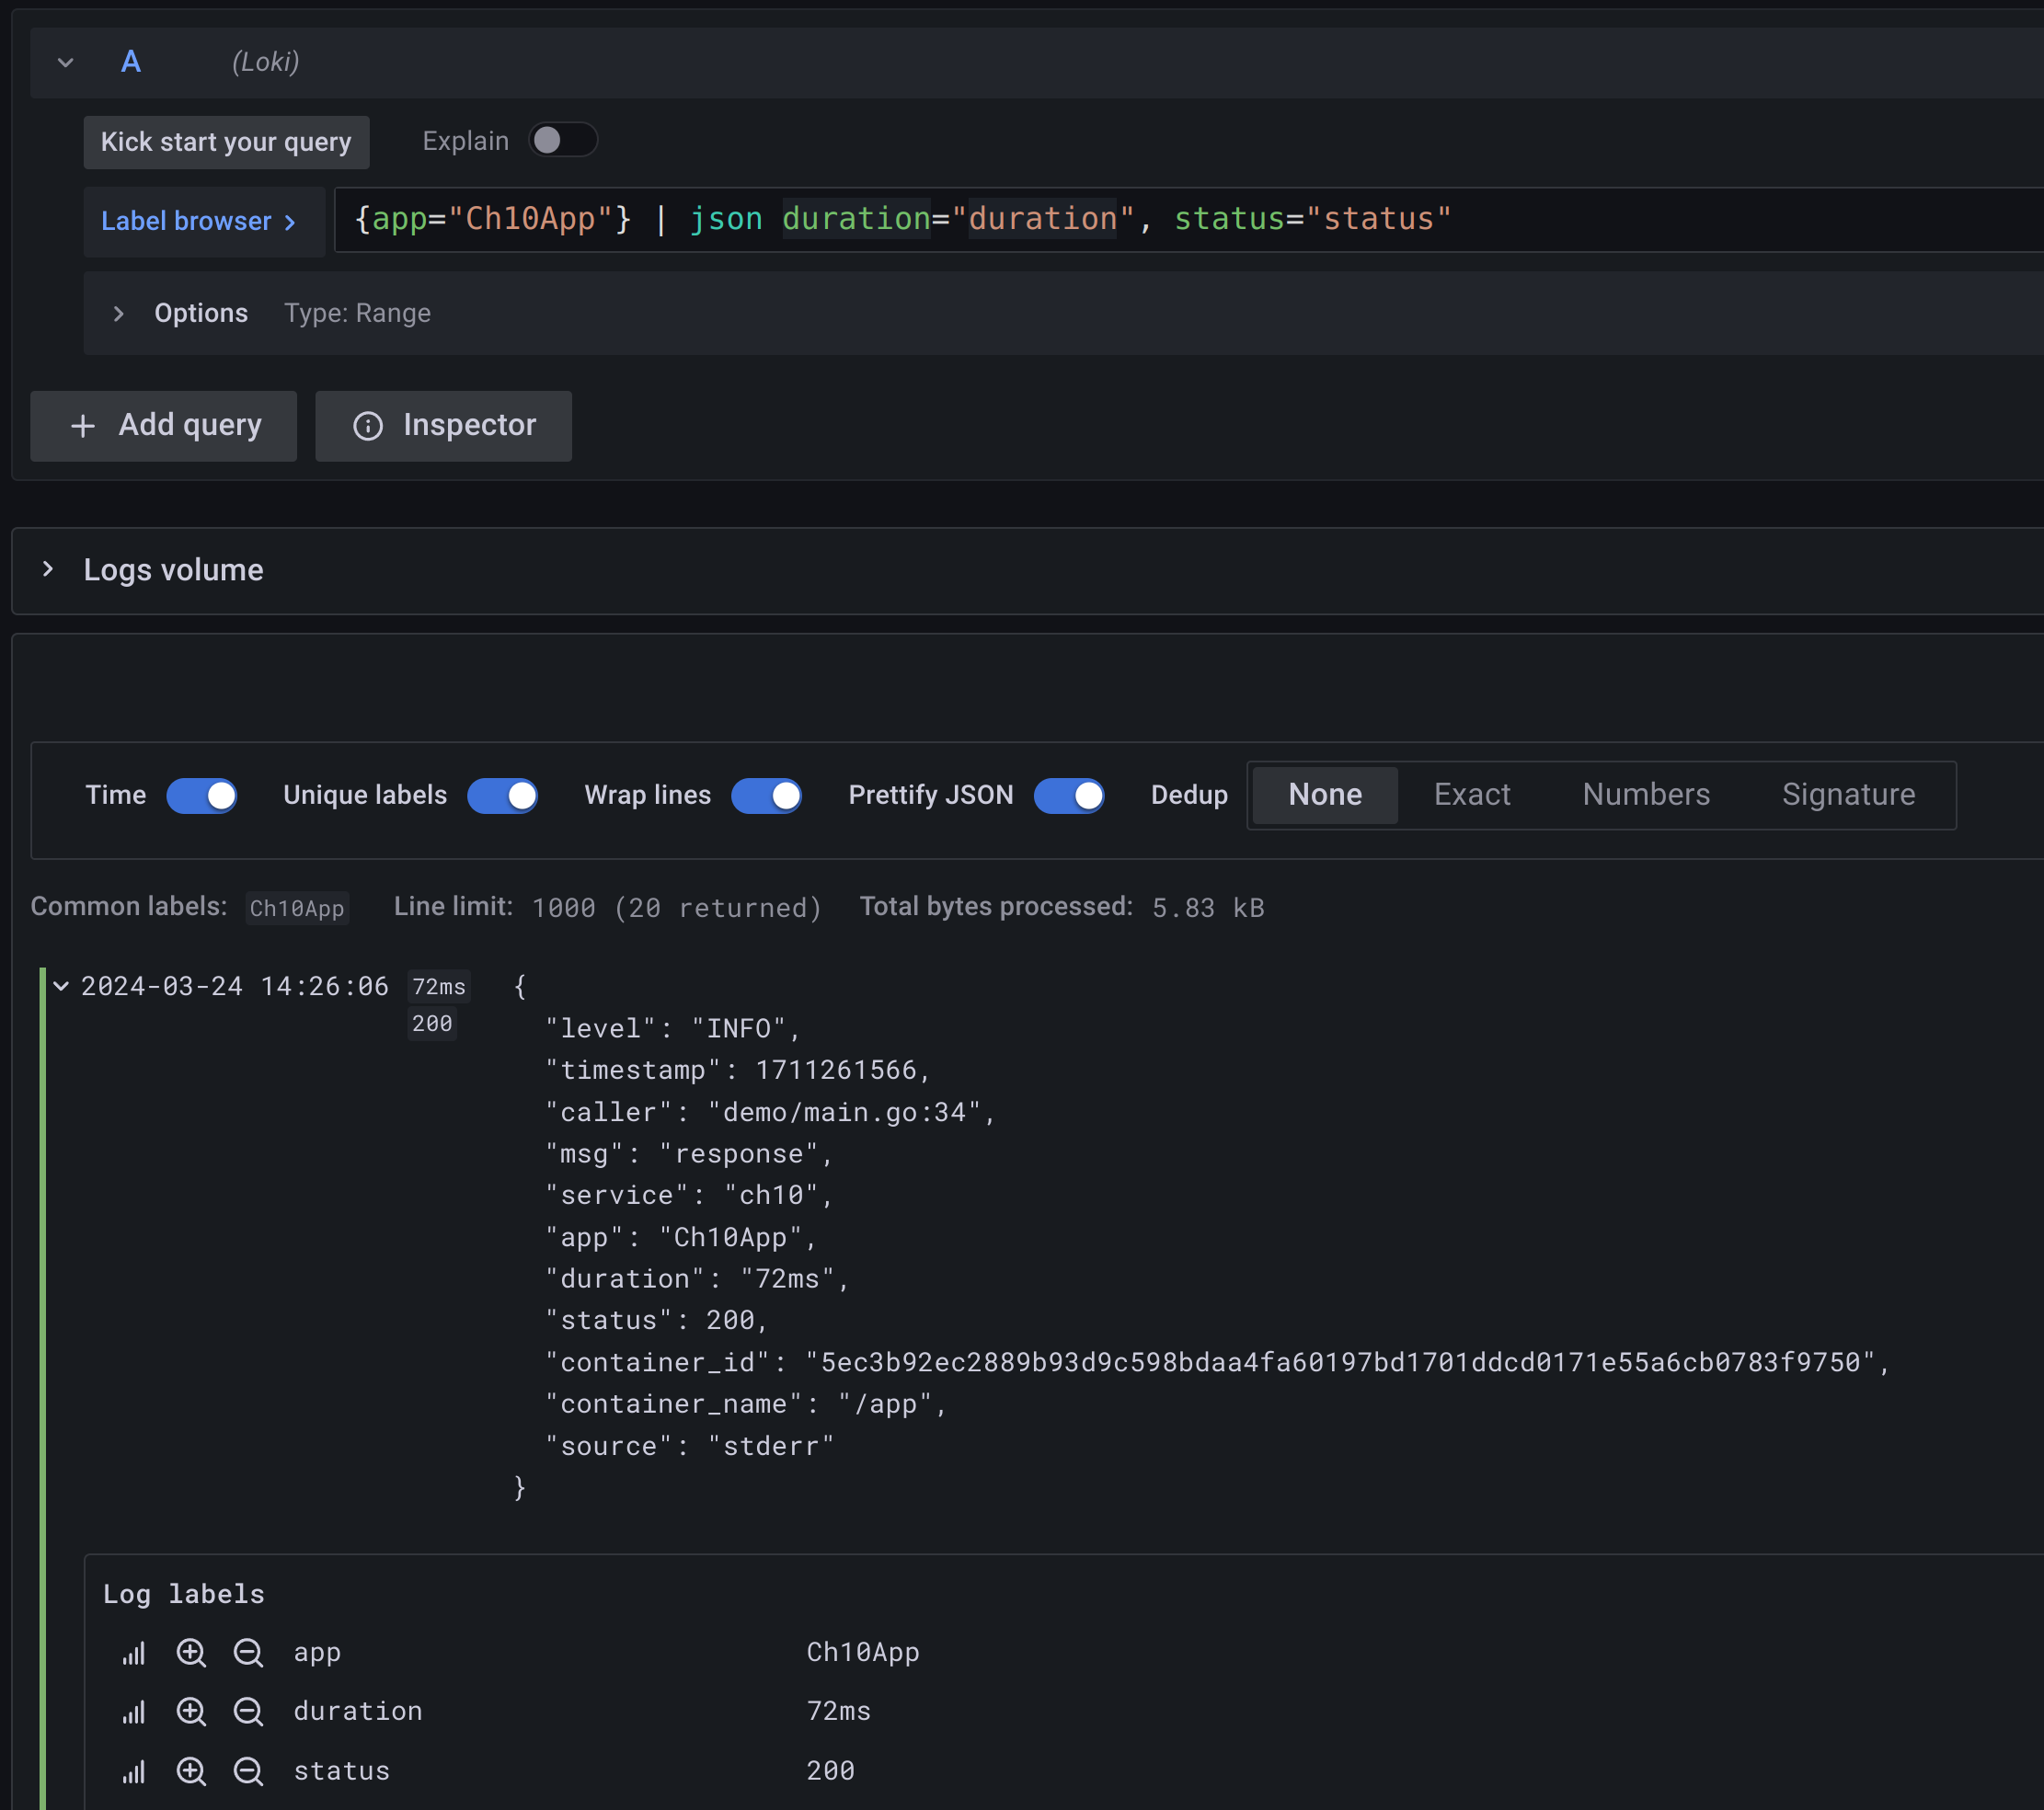 A (Loki)
Kick start your query Explain
Label browser > {app="Ch10App"} | json duration="duration", status="status"
Options Type: Range
+ Add query Inspector
Logs volume
Time Unique labels Wrap lines Prettify JSON Dedup None Exact Numbers Signature
Common labels: Ch10App Line limit: 1000 (20 returned) Total bytes processed: 5.83 kB
2024-03-24 14:26:06 72ms {
200
"level": "INFO",
"timestamp": 1711261566,
"caller": "demo/main.go:34",
"msg": "response",
"service": "ch10",
"app": "Ch10App",
"duration": "72ms",
"status": 200,
"container_id": "5ec3b92ec2889b93d9c598bdaa4fa60197bd1701ddcd0171e55a6cb0783f9750",
"container_name": "/app",
"source": "stderr"
}
Log labels
app Ch10App
duration 72ms
status 200